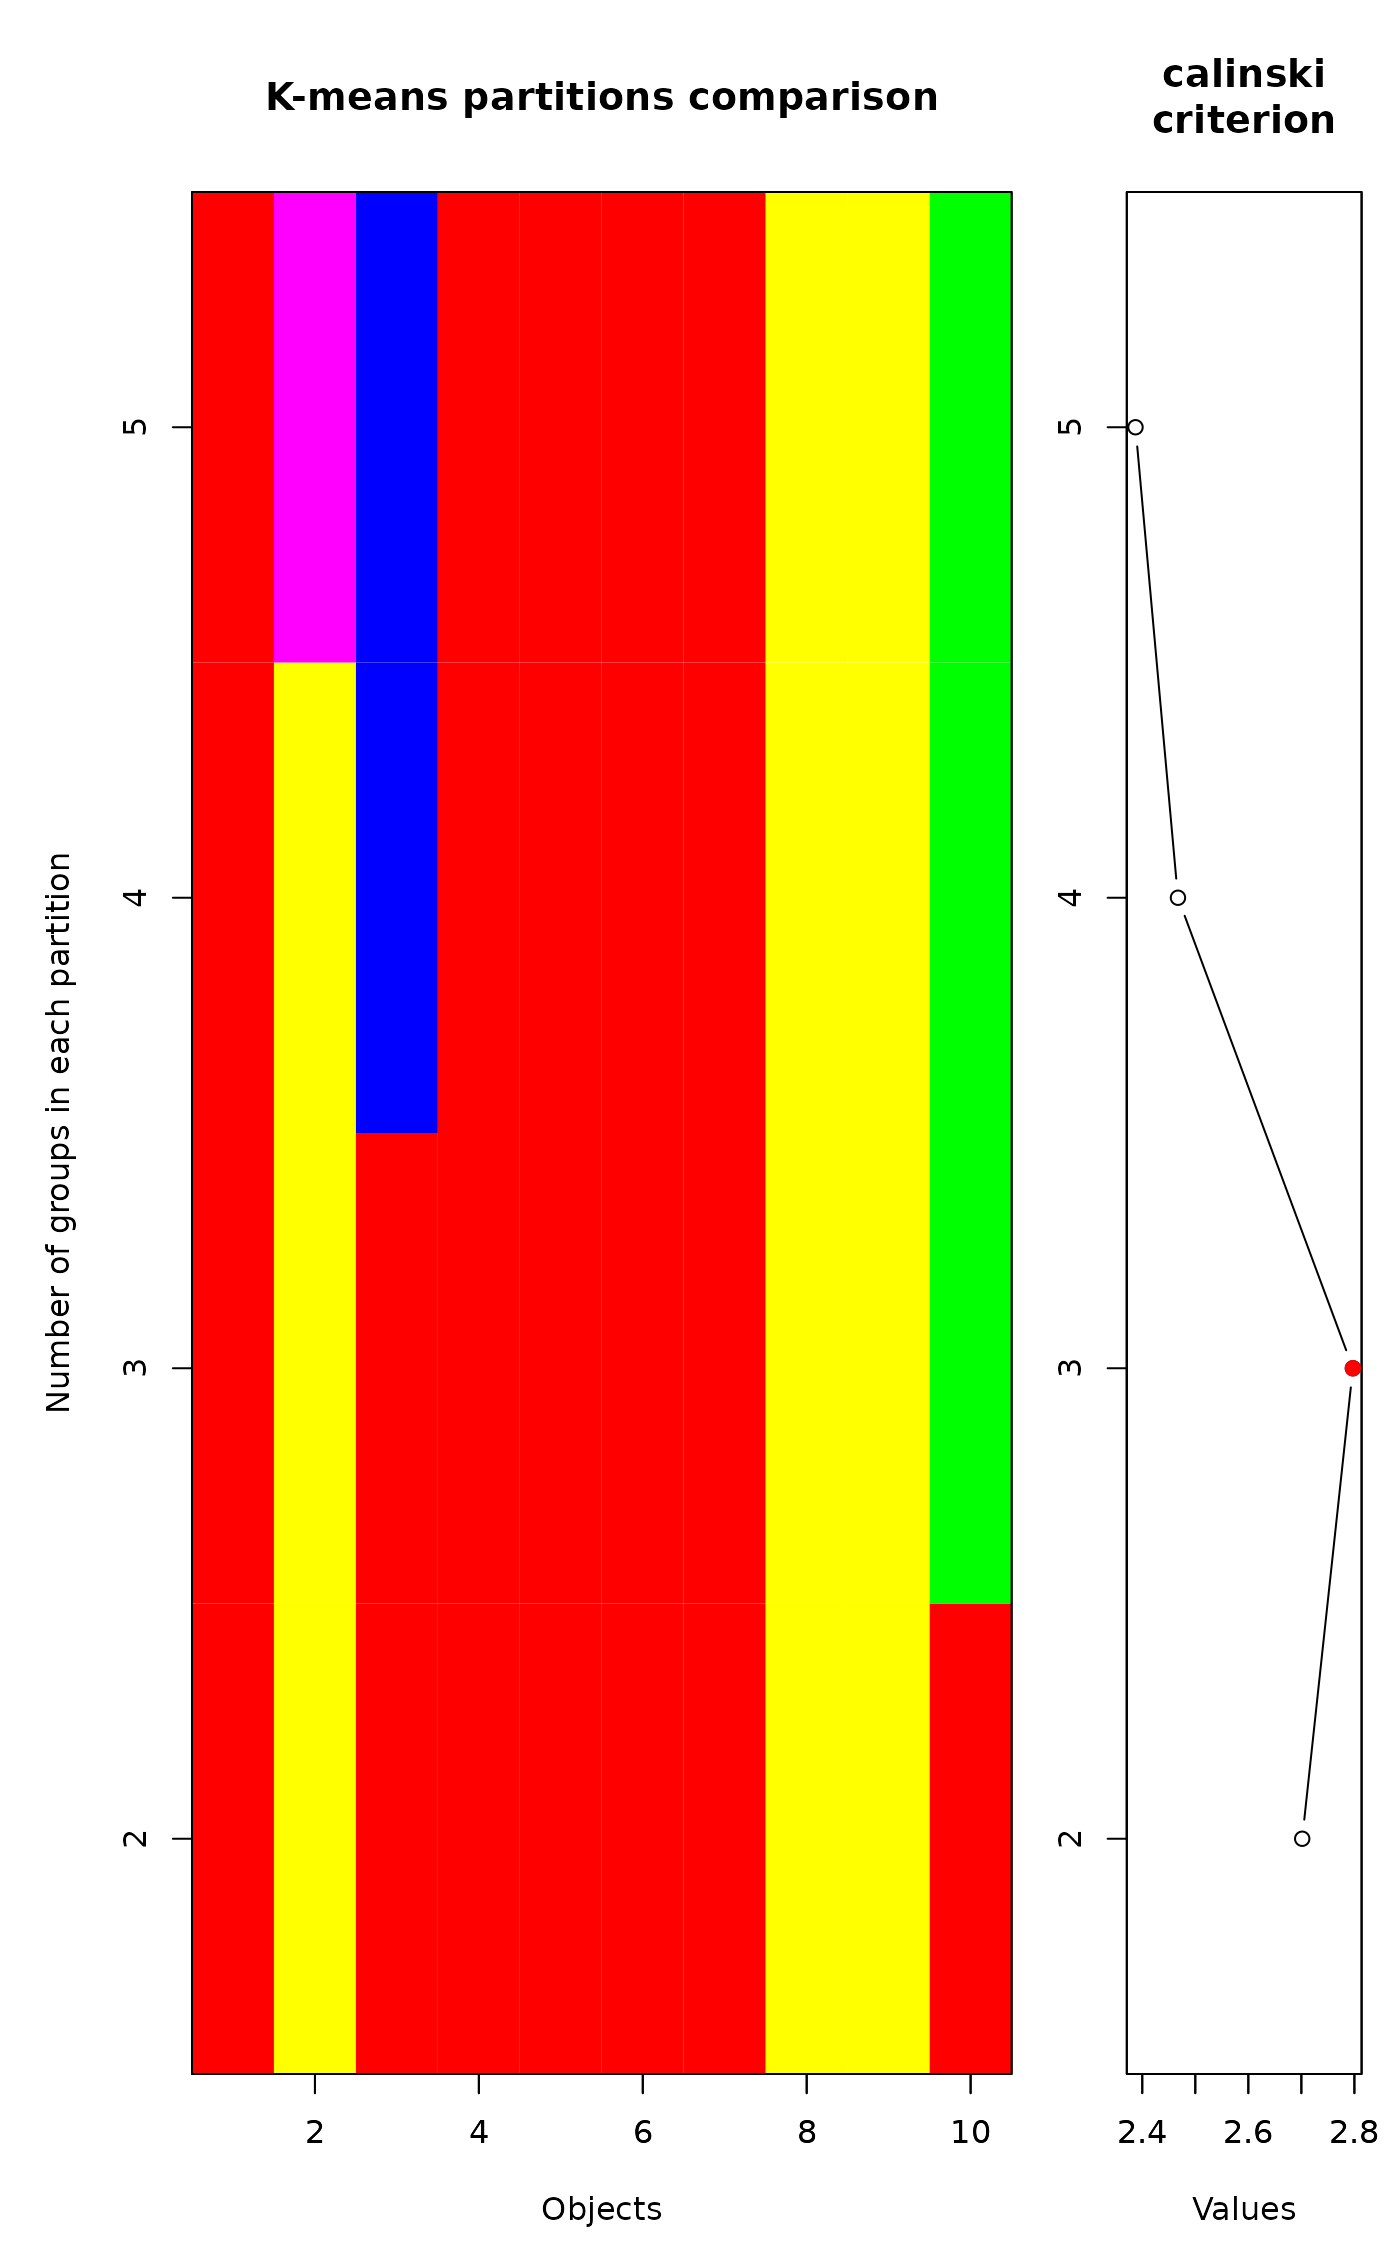 K-means partitions comparison
calinski
criterion
Number of groups in each partition
5
4
3
2
2 4 6 8 10
Objects
5
4
3
2
2.4 2.6 2.8
Values